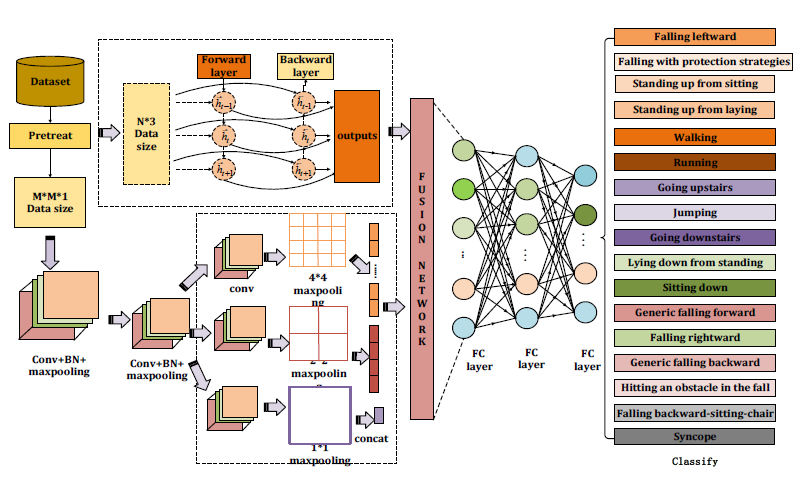 Dataset
Pretreat
M*M*1
Data size
N*3
Data
size
Forward
layer
Backward
layer
outputs
Conv+BN+
maxpooling
Conv+BN+
maxpooling
conv
4*4
maxpooli
ng
2*2
maxpoolin
1*1
maxpooling
concat
FUSION NETWORK
FC
layer
FC
layer
FC
layer
Falling leftward
Falling with protection strategies
Standing up from sitting
Standing up from laying
Walking
Running
Going upstairs
Jumping
Going downstairs
Lying down from standing
Sitting down
Generic falling forward
Falling rightward
Generic falling backward
Hitting an obstacle in the fall
Falling backward-sitting-chair
Syncope
Classify